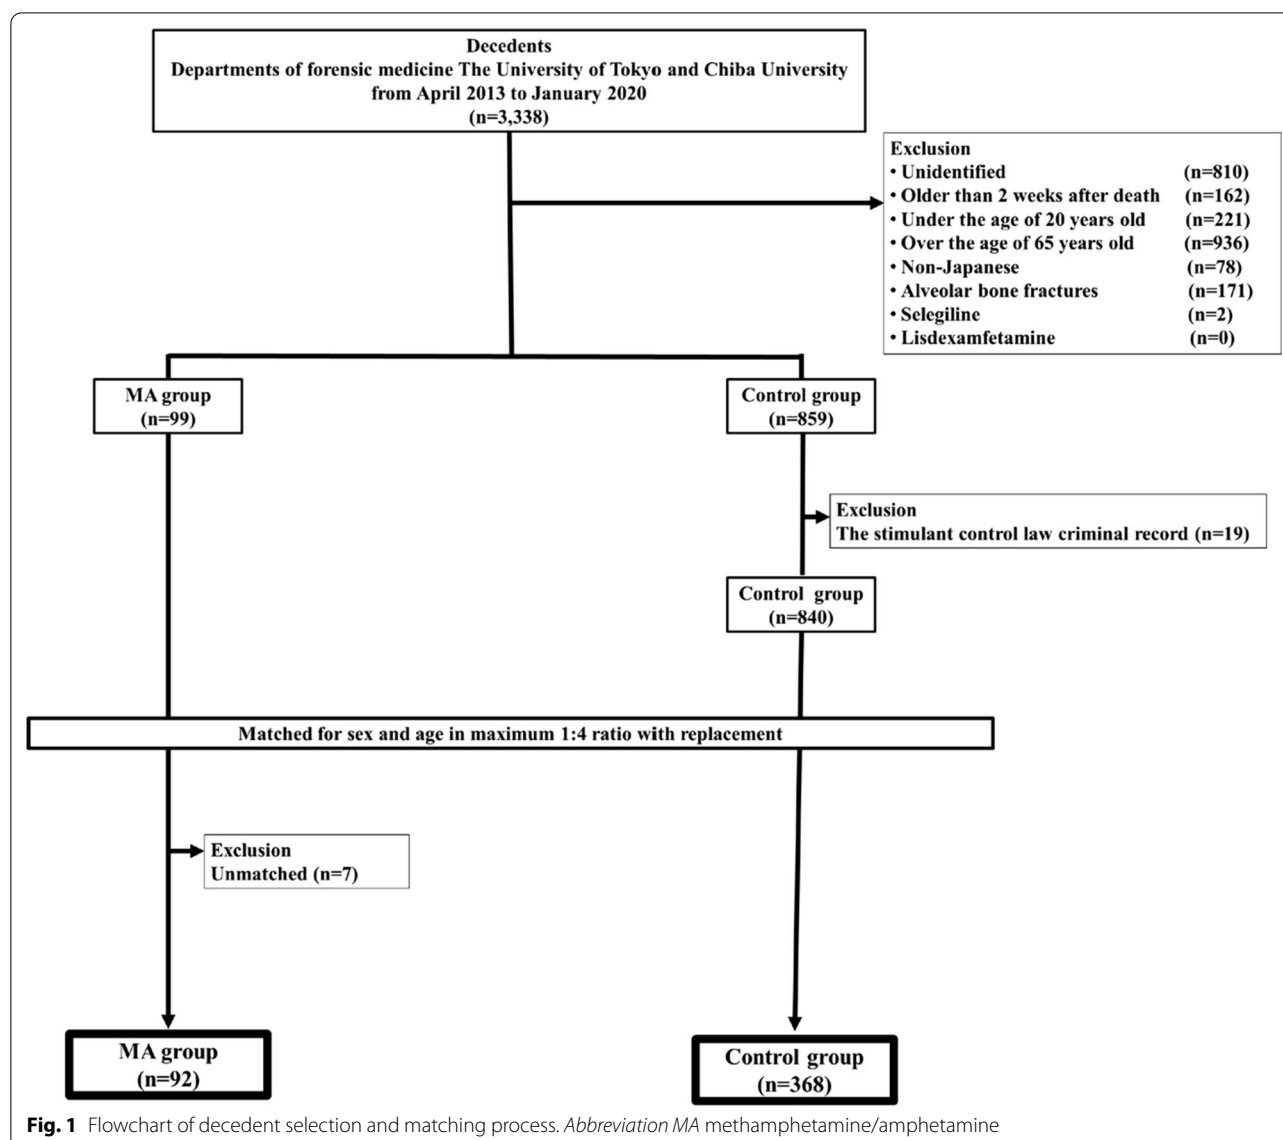 Decedents
Departments of forensic medicine The University of Tokyo and Chiba University
from April 2013 to January 2020
(n=3,338)
Exclusion
• Unidentified (n=810)
• Older than 2 weeks after death (n=162)
• Under the age of 20 years old (n=221)
• Over the age of 65 years old (n=936)
• Non-Japanese (n=78)
• Alveolar bone fractures (n=171)
• Selegiline (n=2)
• Lisdexamfetamine (n=0)
MA group
(n=99)
Control group
(n=859)
Exclusion
The stimulant control law criminal record (n=19)
Control group
(n=840)
Matched for sex and age in maximum 1:4 ratio with replacement
Exclusion
Unmatched (n=7)
MA group
(n=92)
Control group
(n=368)
Fig. 1 Flowchart of decedent selection and matching process. Abbreviation MA methamphetamine/amphetamine